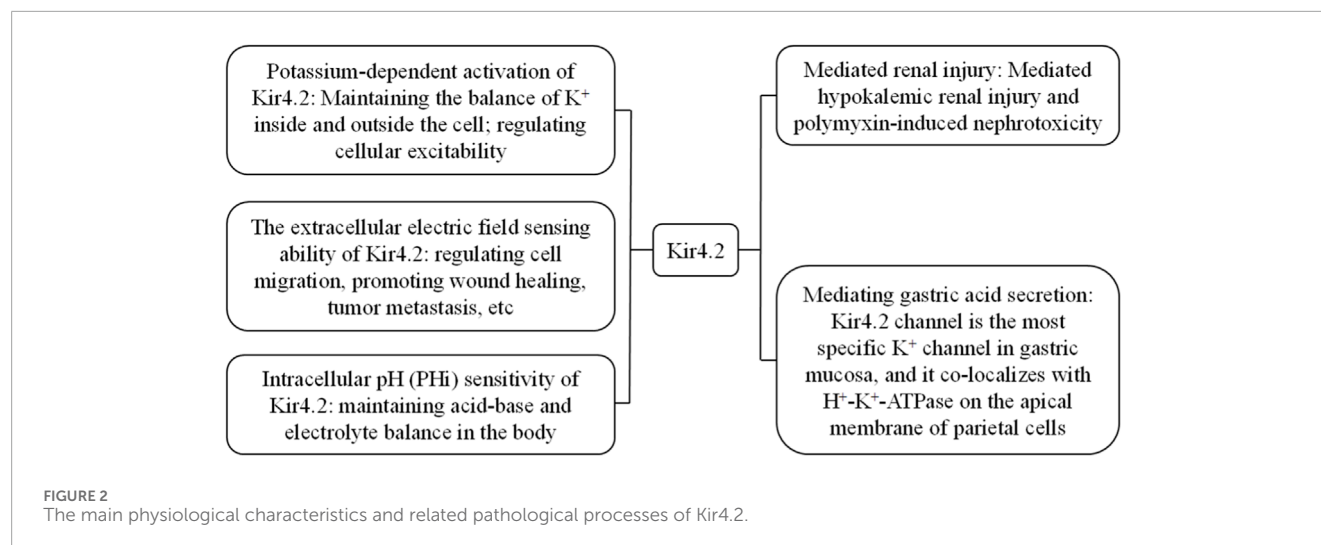 Potassium-dependent activation of
Kir4.2: Maintaining the balance of K⁺
inside and outside the cell; regulating
cellular excitability
The extracellular electric field sensing
ability of Kir4.2: regulating cell
migration, promoting wound healing,
tumor metastasis, etc
Intracellular pH (PHi) sensitivity of
Kir4.2: maintaining acid-base and
electrolyte balance in the body
Kir4.2
Mediated renal injury: Mediated
hypokalemic renal injury and
polymyxin-induced nephrotoxicity
Mediating gastric acid secretion:
Kir4.2 channel is the most
specific K⁺ channel in gastric
mucosa, and it co-localizes with
H⁺-K⁺-ATPase on the apical
membrane of parietal cells
FIGURE 2
The main physiological characteristics and related pathological processes of Kir4.2.